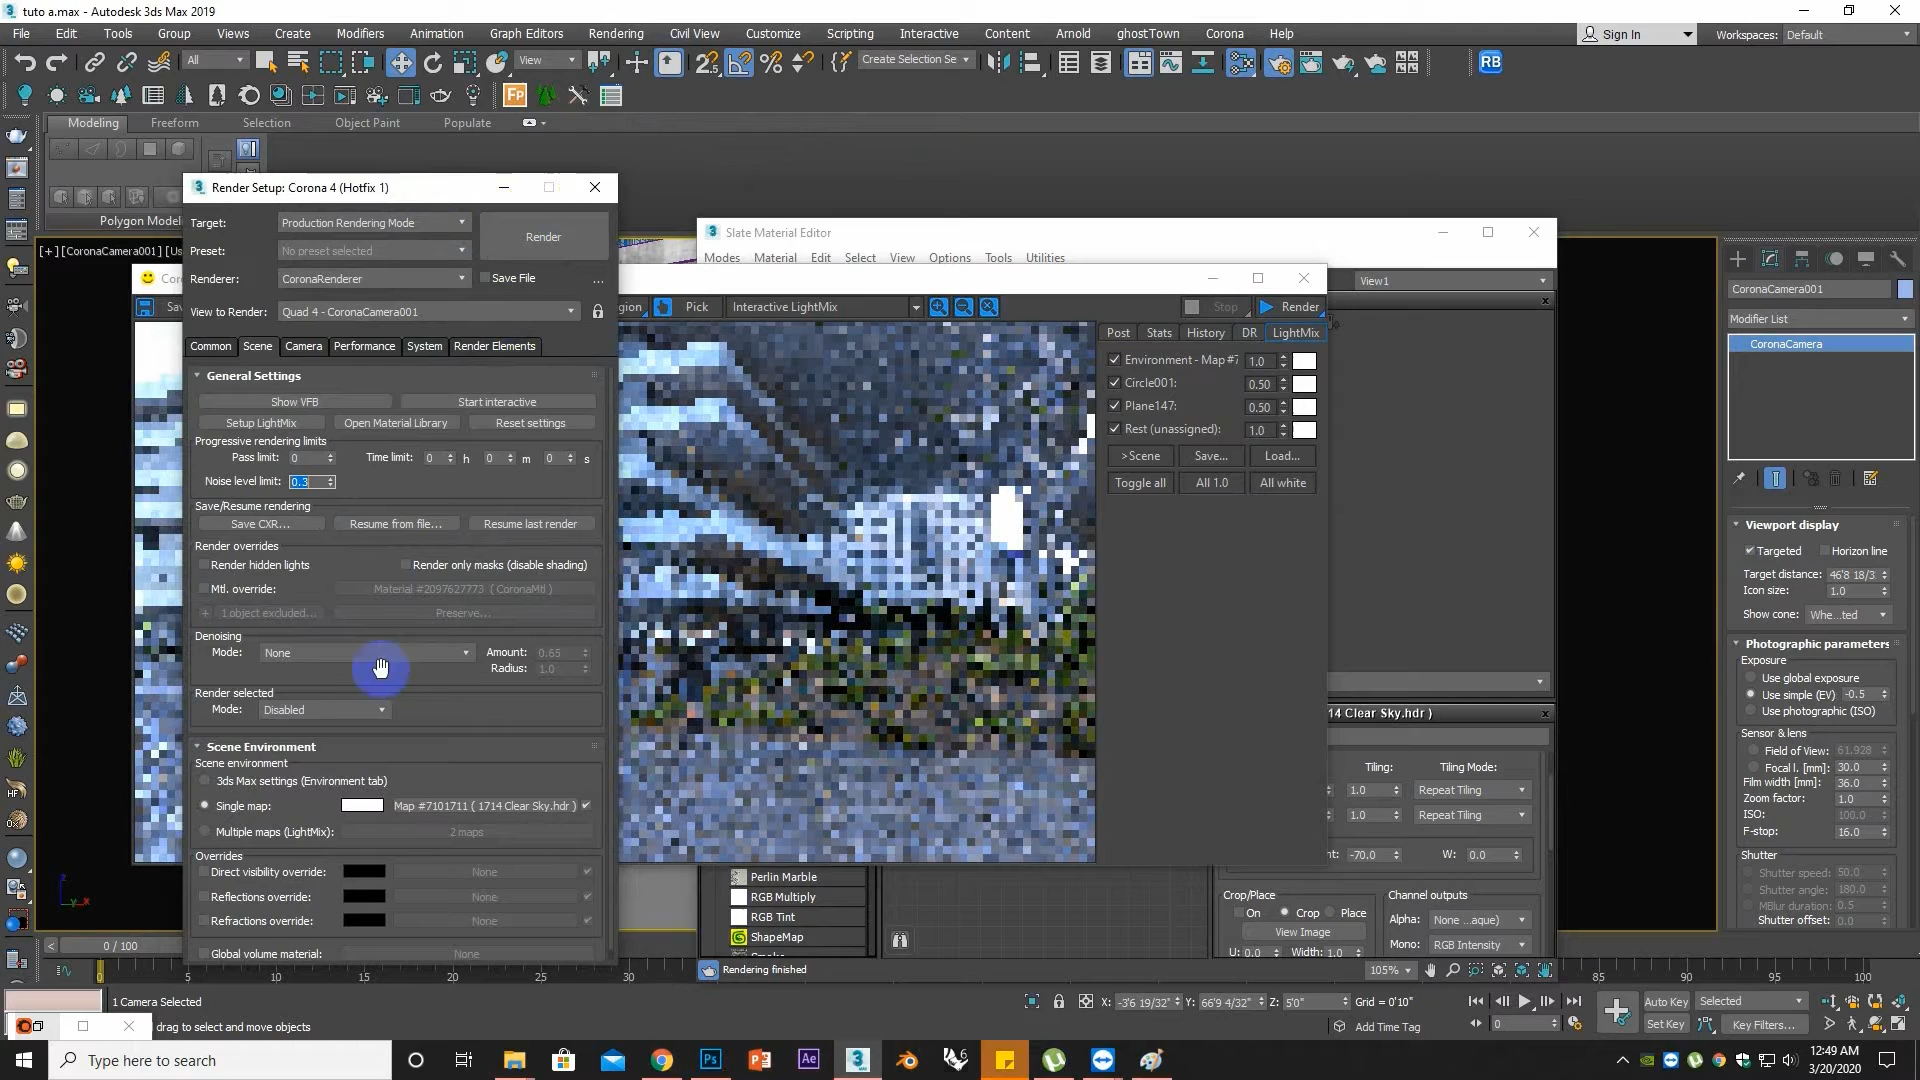 tuto a.max - Autodesk 3ds Max 2019
File Edit Tools Group Views Create Modifiers Animation Graph Editors Rendering Civil View Customize Scripting Interactive Content Arnold ghostTown Corona Help
Sign In Workspaces: Default
All View Create Selection Se
Fp RB
Modeling Freeform Selection Object Paint Populate
Polygon Model
Render Setup: Corona 4 (Hotfix 1)
Target: Production Rendering Mode
Preset: No preset selected
Render
Renderer: CoronaRenderer Save File ...
View to Render: Quad 4 - CoronaCamera001
Common Scene Camera Performance System Render Elements
General Settings
Show VFB Start interactive
Setup LightMix Open Material Library Reset settings
Progressive rendering limits
Pass limit: 0 Time limit: 0 h 0 m 0 s
Noise level limit: 0.3
Save/Resume rendering
Save CXR... Resume from file... Resume last render
Render overrides
Render hidden lights Render only masks (disable shading)
Mtl. override: Material #2097627773 ( CoronaMtl )
+ 1 object excluded... Preserve...
Denoising
Mode: None Amount: 0.65
Radius: 1.0
Render selected
Mode: Disabled
Scene Environment
Scene environment
3ds Max settings (Environment tab)
Single map: Map #7101711 ( 1714 Clear Sky.hdr )
Multiple maps (LightMix): 2 maps
Overrides
Direct visibility override: None
Reflections override: None
Refractions override: None
Global volume material: None
[+] [CoronaCamera001] [Us
Slate Material Editor
Modes Material Edit Select View Options Tools Utilities
View1
gion Pick Interactive LightMix Stop Render
Post Stats History DR LightMix
Environment - Map #7 1.0
Circle001: 0.50
Plane147: 0.50
Rest (unassigned): 1.0
>Scene Save... Load...
Toggle all All 1.0 All white
14 Clear Sky.hdr )
Tiling: Tiling Mode:
1.0 Repeat Tiling
1.0 Repeat Tiling
nt: -70.0 W: 0.0
Crop/Place Channel outputs
On Crop Place Alpha: None ...aque)
View Image
U: 0.0 Width: 1.0 Mono: RGB Intensity
Perlin Marble
RGB Multiply
RGB Tint
ShapeMap
Rendering finished
105%
CoronaCamera001
Modifier List
CoronaCamera
Viewport display
Targeted Horizon line
Target distance: 46'8 18/3
Icon size: 1.0
Show cone: Whe...ted
Photographic parameters
Exposure
Use global exposure
Use simple (EV) -0.5
Use photographic (ISO)
Sensor & lens
Field of View: 61.928
Focal l. [mm]: 30.0
Film width [mm]: 36.0
Zoom factor: 1.0
ISO: 100.0
F-stop: 16.0
Shutter
Shutter speed: 50.0
Shutter angle: 180.0
MBlur duration: 0.5
Shutter offset: 0.0
z y x
< 0 / 100
0 5 10 15 20 25 85 90 95 100
1 Camera Selected
X: -3'6 19/32" Y: 66'9 4/32" Z: 5'0" Grid = 0'10"
Auto Key Selected
drag to select and move objects
Add Time Tag
0 Set Key Key Filters...
Type here to search
12:49 AM
3/20/2020